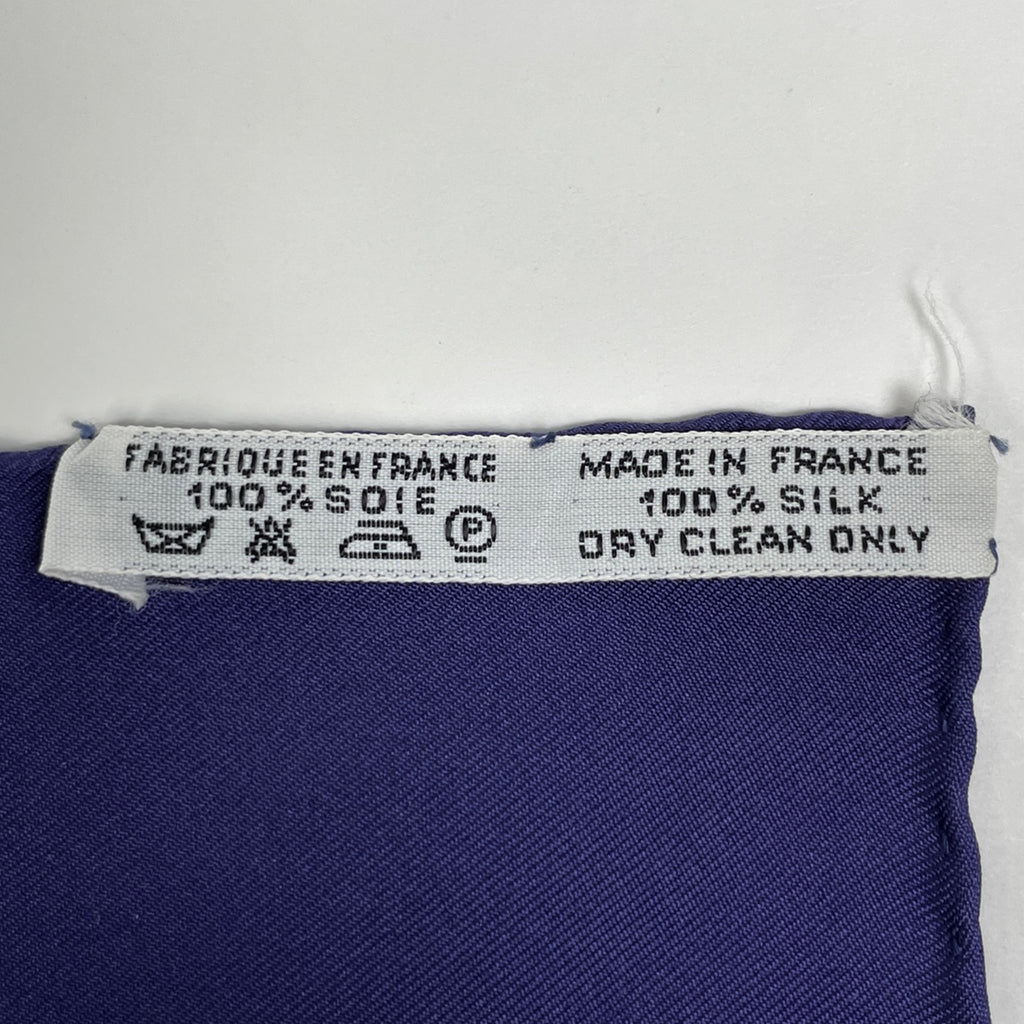 FABRIQUE EN FRANCE
100% SOIE
P
MADE IN FRANCE
100% SILK
DRY CLEAN ONLY